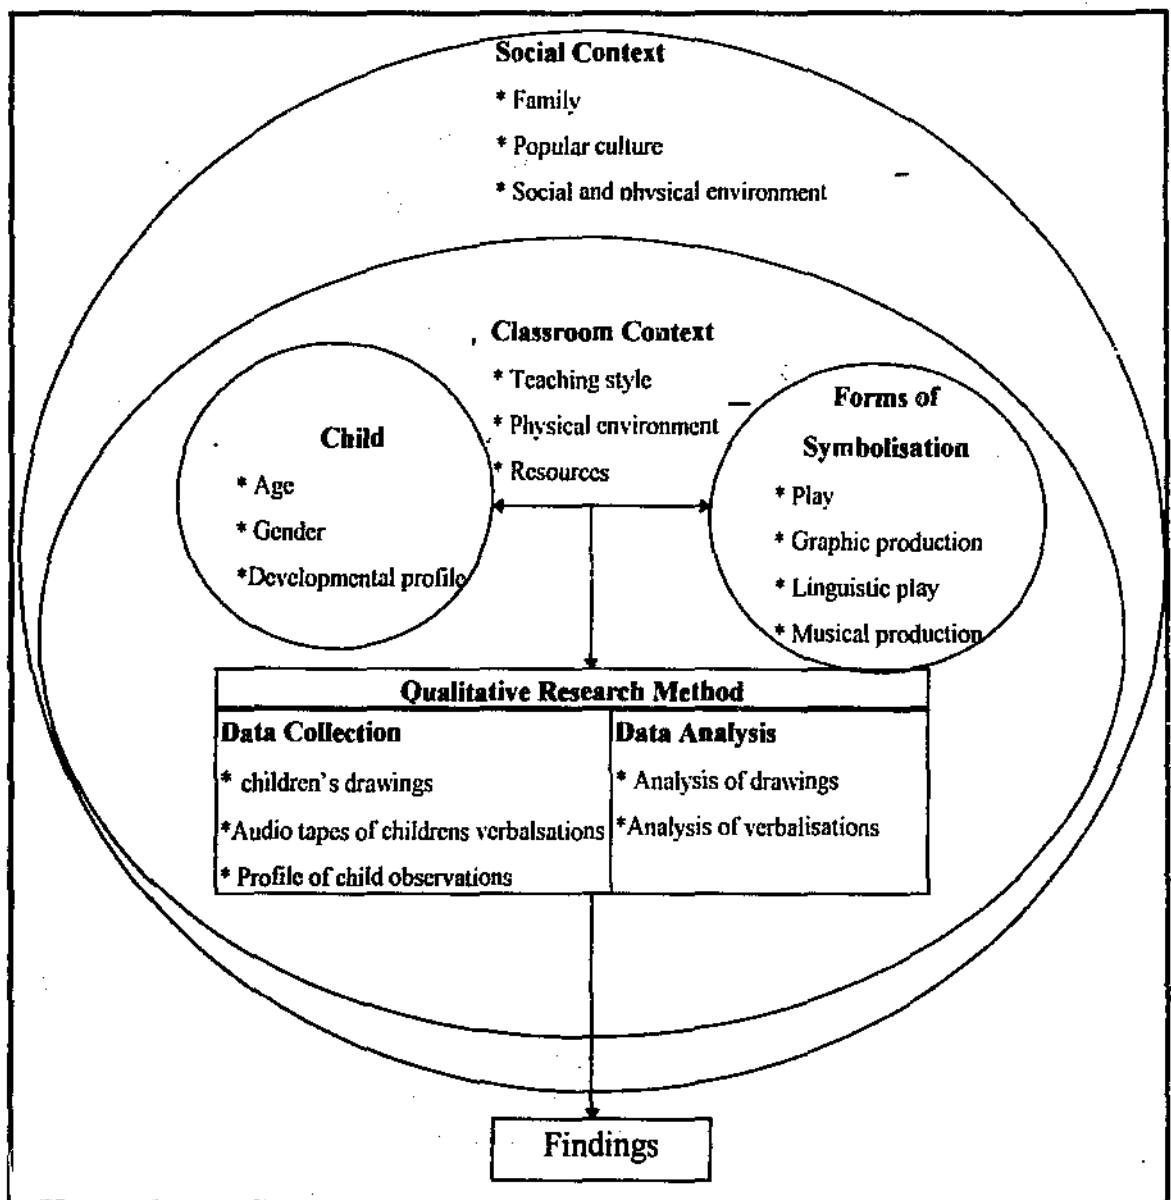 Social Context
* Family
* Popular culture
* Social and physical environment
Classroom Context
* Teaching style
* Physical environment
* Resources
Child
* Age
* Gender
*Developmental profile
Forms of
Symbolisation
* Play
* Graphic production
* Linguistic play
* Musical production
Qualitative Research Method
Data Collection
* children's drawings
*Audio tapes of childrens verbalsations
* Profile of child observations
Data Analysis
* Analysis of drawings
*Analysis of verbalisations
Findings